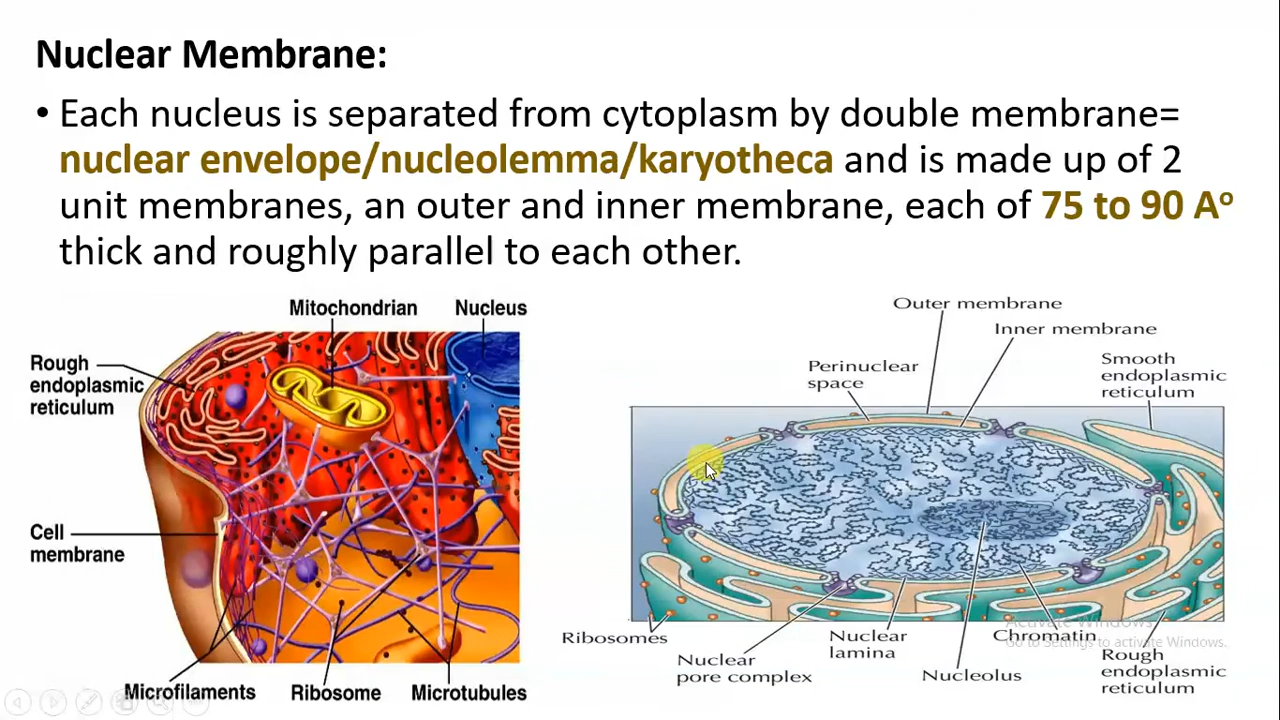 Nuclear Membrane:
• Each nucleus is separated from cytoplasm by double membrane=
nuclear envelope/nucleolemma/karyotheca and is made up of 2
unit membranes, an outer and inner membrane, each of 75 to 90 Aº
thick and roughly parallel to each other.
Mitochondrian
Nucleus
Rough
endoplasmic
reticulum
Cell
membrane
Microfilaments
Ribosome
Microtubules
Outer membrane
Inner membrane
Perinuclear
space
Smooth
endoplasmic
reticulum
Ribosomes
Nuclear
pore complex
Nuclear
lamina
Nucleolus
Chromatin
Rough
endoplasmic
reticulum
Activate Windows
Go to Settings to activate Windows.